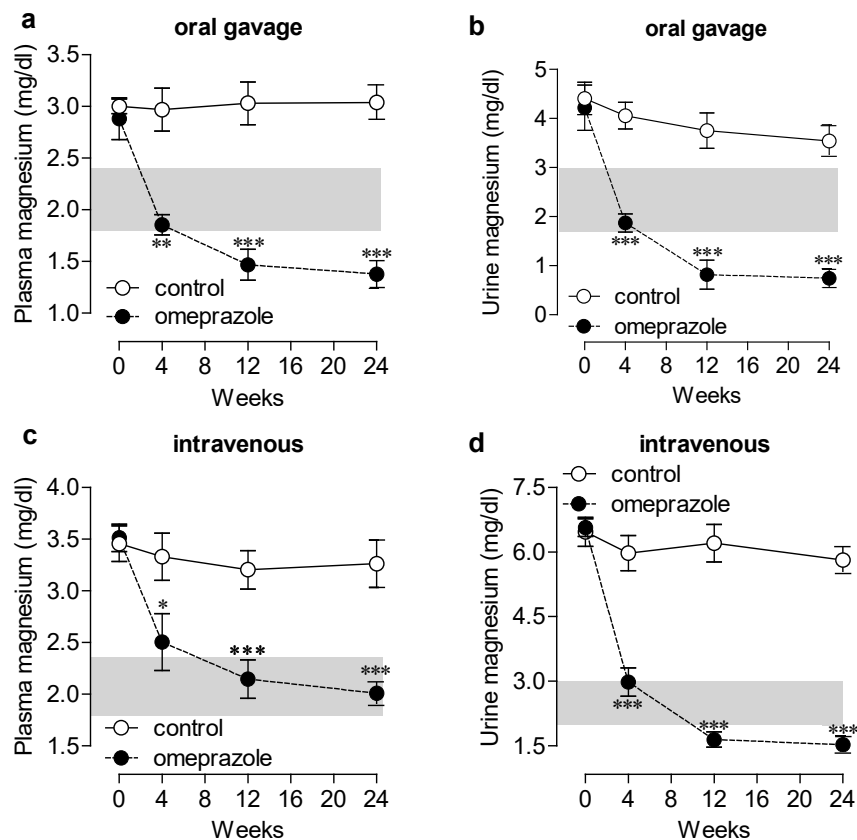 a
oral gavage
Plasma magnesium (mg/dl)
3.5
3.0
2.5
2.0
1.5
1.0
**
***
***
control
omeprazole
0 4 8 12 16 20 24
Weeks
b
oral gavage
Urine magnesium (mg/dl)
5
4
3
2
1
0
***
***
***
control
omeprazole
0 4 8 12 16 20 24
Weeks
c
intravenous
Plasma magnesium (mg/dl)
4.0
3.5
3.0
2.5
2.0
1.5
*
***
***
control
omeprazole
0 4 8 12 16 20 24
Weeks
d
intravenous
control
omeprazole
Urine magnesium (mg/dl)
7.5
6.0
4.5
3.0
1.5
***
***
***
0 4 8 12 16 20 24
Weeks